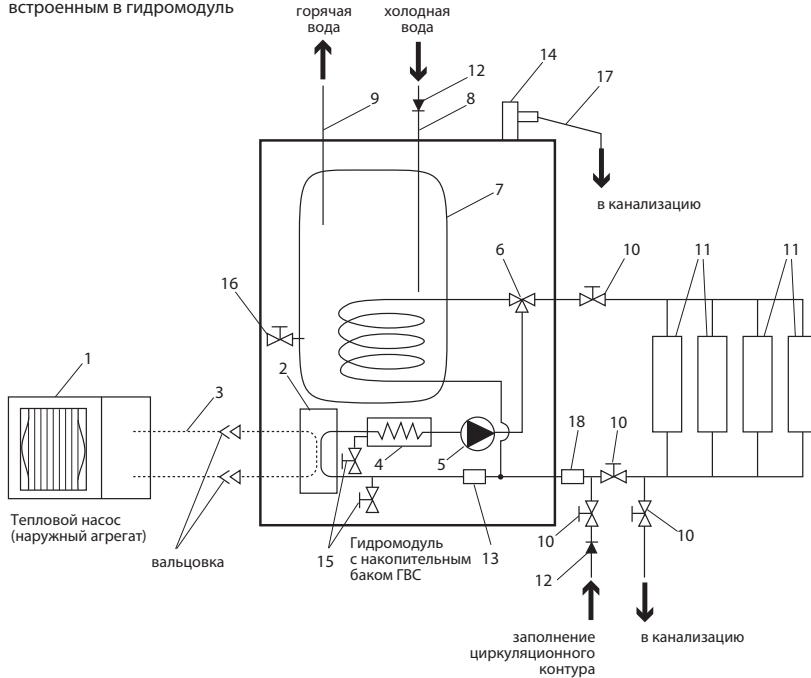 встроенным в гидромодуль
горячая
вода
холодная
вода
12
14
17
9
8
в канализацию
7
6
10
11
11
16
1
2
3
18
10
4
5
Тепловой насос
(наружный агрегат)
вальцовка
15
Гидромодуль
с накопительным
баком ГВС
13
10
10
12
заполнение
циркуляционного
контура
в канализацию